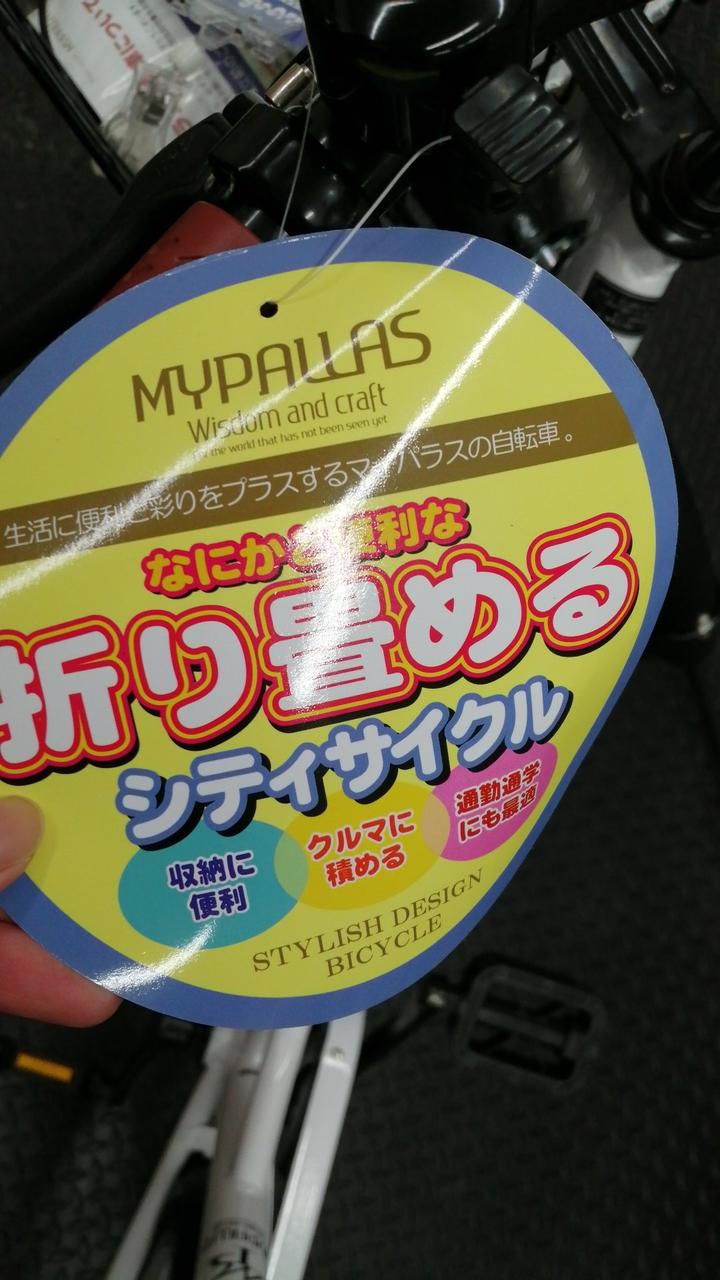 MYPALLAS
Wisdom and craft
for the world that has not been seen yet
生活に便利と彩りをプラスするマイパラスの自転車。
なにかと便利な
折り畳める
シティサイクル
収納に
便利
クルマに
積める
通勤通学
にも最適
STYLISH DESIGN
BICYCLE